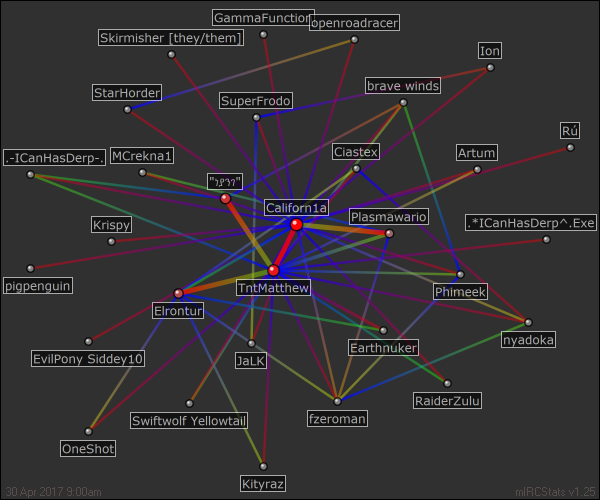 GammaFunction
openroadracer
Skirmisher [they/them]
Ion
brave winds
StarHorder
SuperFrodo
Rú
.-ICanHasDerp-.
MCrekna1
Ciastex
Artum
Californ1a
Plasmawario
Krispy
.*ICanHasDerp^.Exe
pigpenguin
TntMatthew
Phimeek
Elrontur
nyadoka
EvilPony Siddey10
JaLK
Earthnuker
RaiderZulu
Swiftwolf Yellowtail
fzeroman
OneShot
Kityraz
30 Apr 2017 9:00am
mIRCStats v1.25